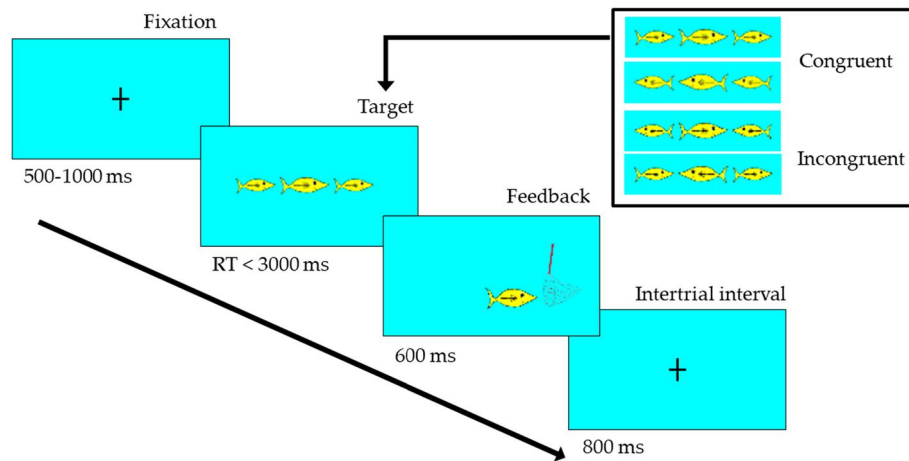 Fixation
500-1000 ms
Target
RT < 3000 ms
Feedback
600 ms
Intertrial interval
800 ms
Congruent
Incongruent